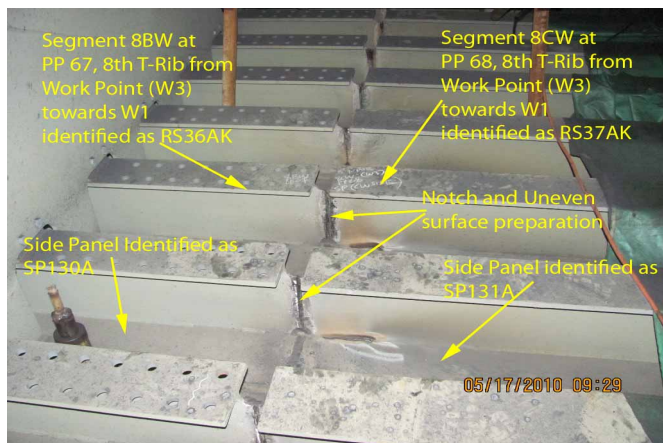 Segment 8BW at
PP 67, 8th T-Rib from
Work Point (W3)
towards W1
identified as RS36AK
Segment 8CW at
PP 68, 8th T-Rib from
Work Point (W3)
towards W1
identified as RS37AK
Notch and Uneven
surface preparation
Side Panel Identified as
SP130A
Side Panel identified as
SP131A
05/17/2010 09:29